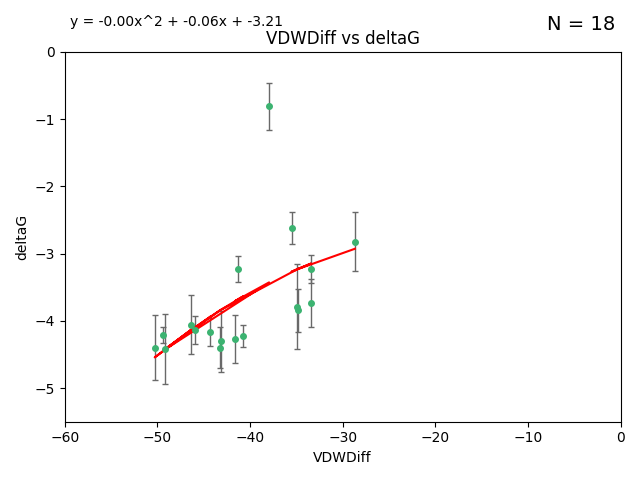 y = -0.00x^2 + -0.06x + -3.21
N = 18
VDWDiff vs deltaG
0
−1
−2
−3
−4
−5
deltaG
−60 −50 −40 −30 −20 −10 0
VDWDiff